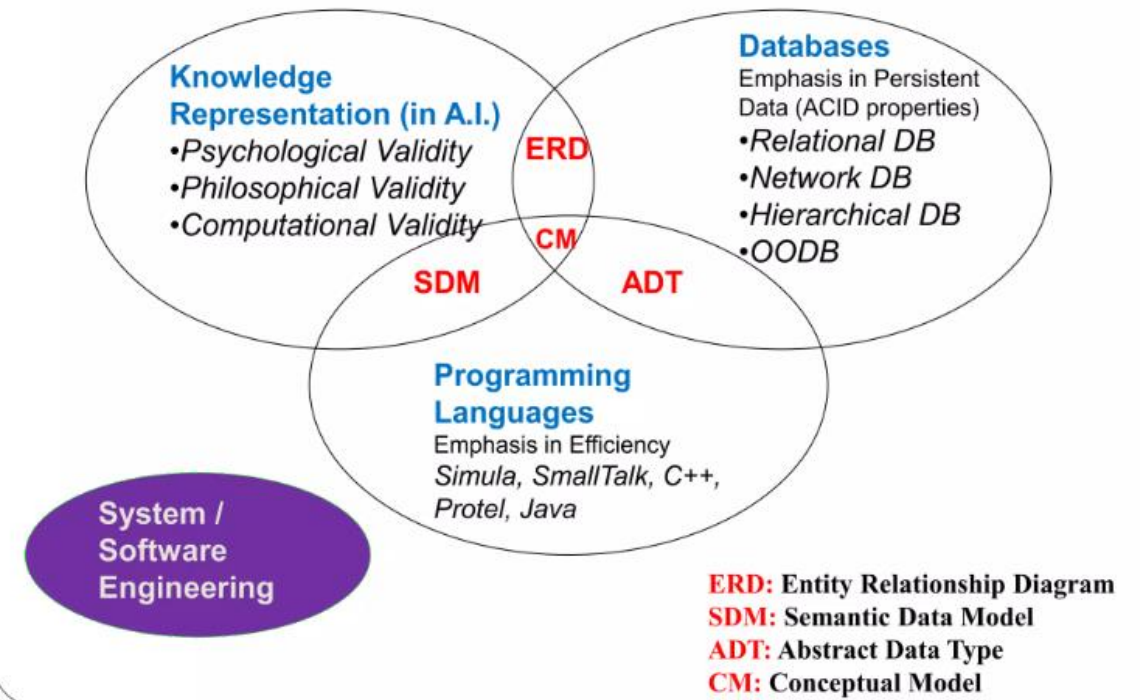 Knowledge
Representation (in A.I.)
•Psychological Validity
•Philosophical Validity
•Computational Validity
Databases
Emphasis in Persistent
Data (ACID properties)
•Relational DB
•Network DB
•Hierarchical DB
•OODB
ERD
CM
SDM
ADT
Programming
Languages
Emphasis in Efficiency
Simula, SmallTalk, C++,
Protel, Java
System /
Software
Engineering
ERD: Entity Relationship Diagram
SDM: Semantic Data Model
ADT: Abstract Data Type
CM: Conceptual Model